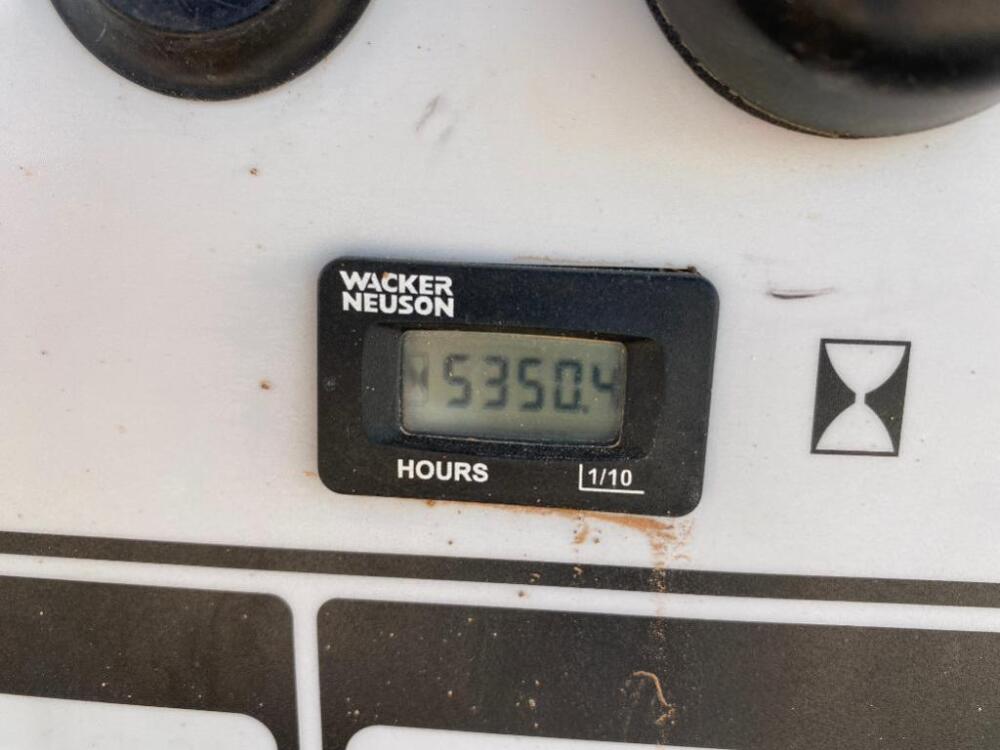 WACKER
NEUSON
5350.4
HOURS
1/10